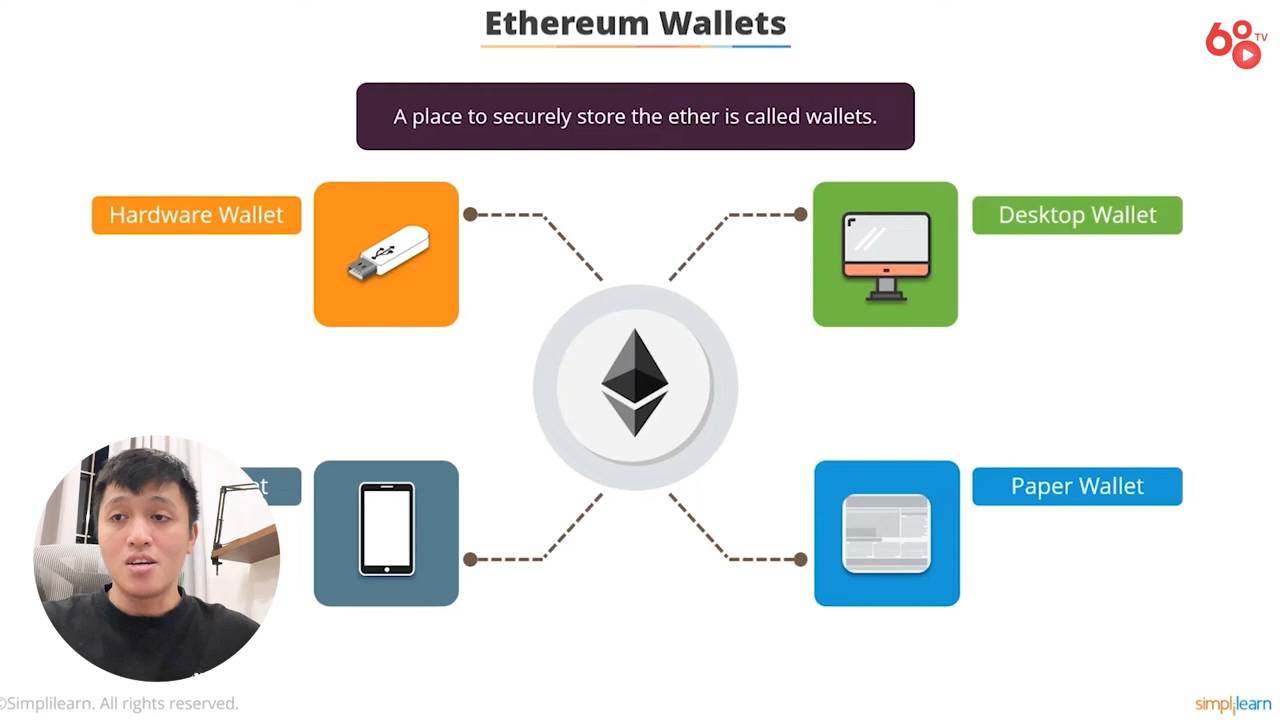 Ethereum Wallets
68 TV
A place to securely store the ether is called wallets.
Hardware Wallet
Desktop Wallet
Paper Wallet
©Simplilearn. All rights reserved.
simplilearn